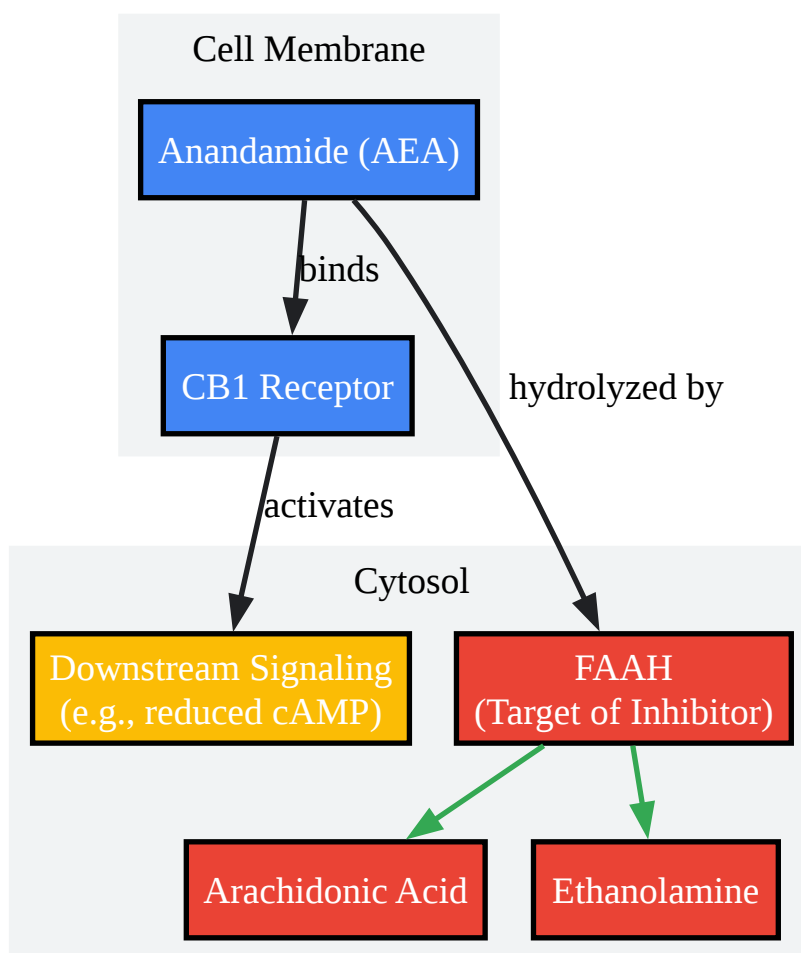 Cell Membrane
Anandamide (AEA)
binds
CB1 Receptor
hydrolyzed by
activates
Cytosol
Downstream Signaling
(e.g., reduced cAMP)
FAAH
(Target of Inhibitor)
Arachidonic Acid
Ethanolamine